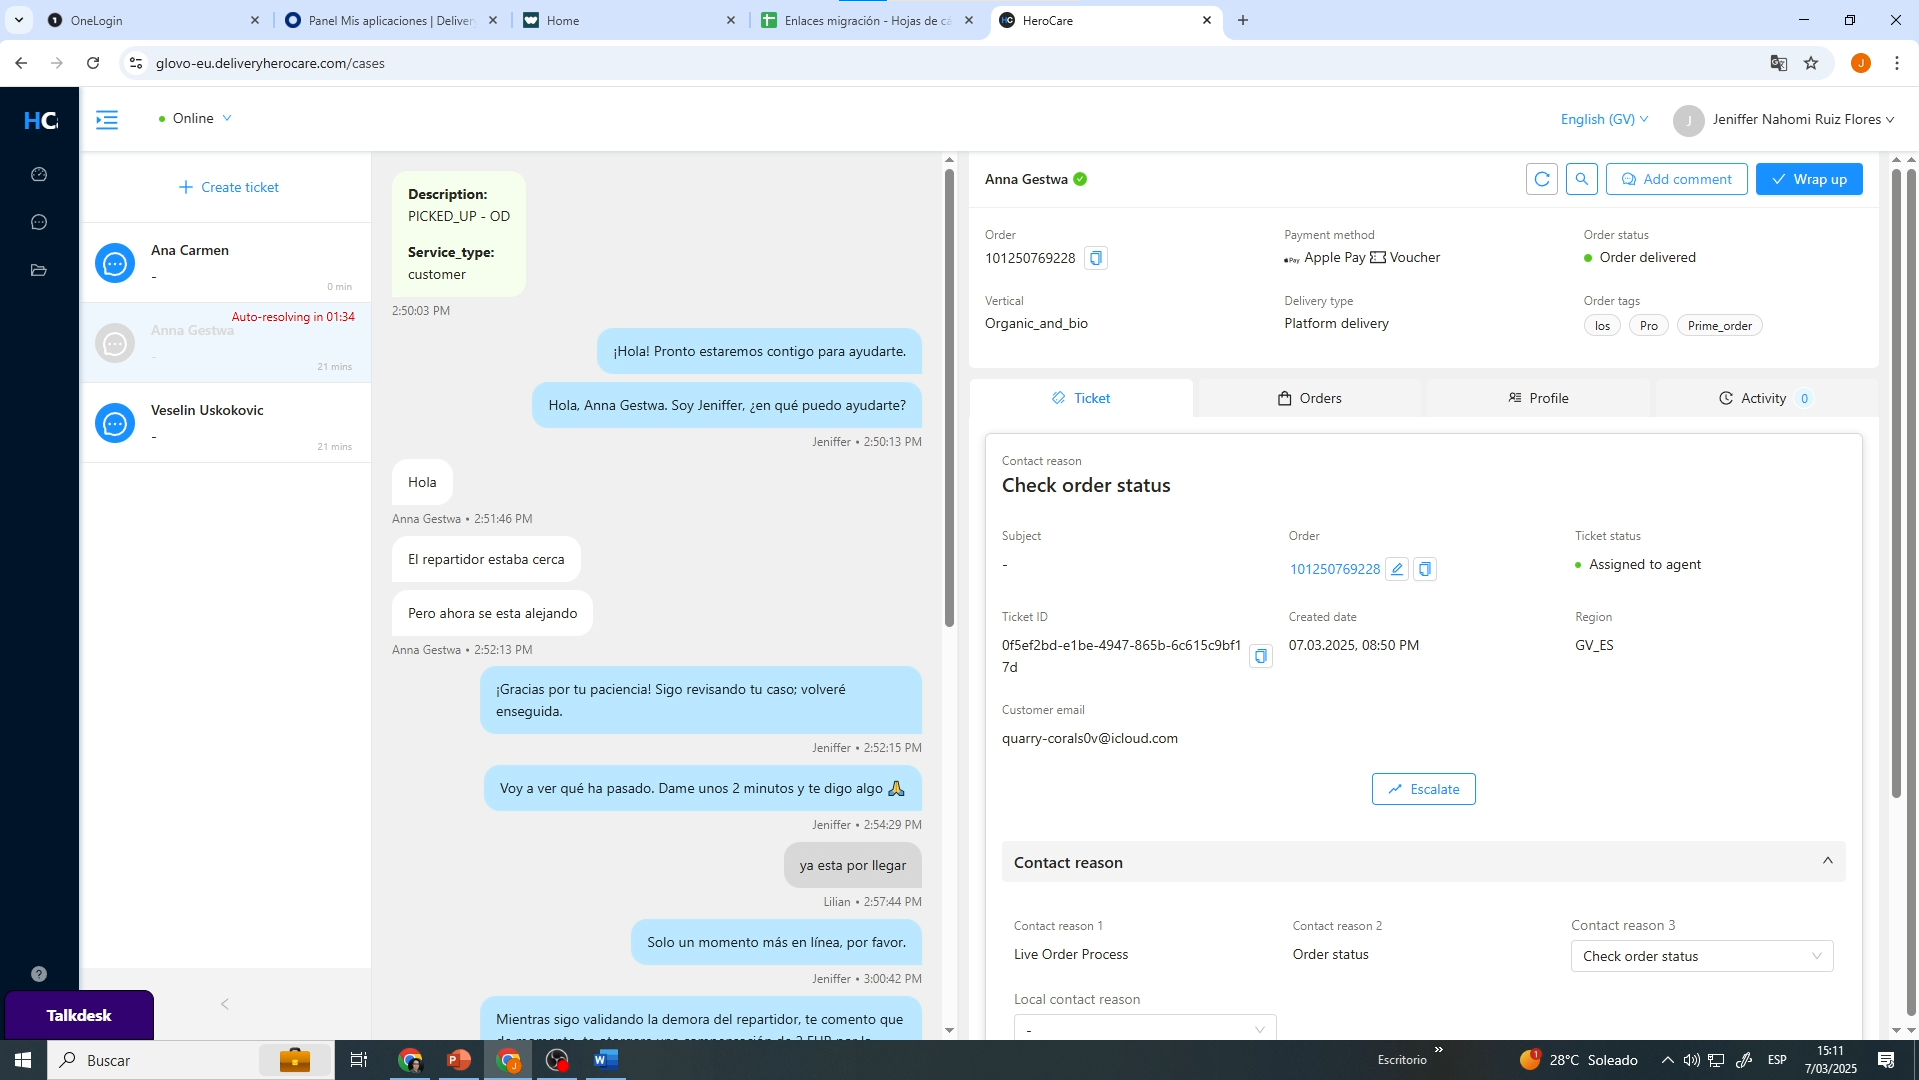 OneLogin
Panel Mis aplicaciones | Deliver
Home
Enlaces migración - Hojas de cá
HeroCare
glovo-eu.deliveryherocare.com/cases
J
HC
Online
English (GV)
J
Jeniffer Nahomi Ruiz Flores
Create ticket
Ana Carmen
-
0 min
Auto-resolving in 01:34
Anna Gestwa
-
21 mins
Veselin Uskokovic
-
21 mins
Talkdesk
Description:
PICKED_UP - OD
Service_type:
customer
2:50:03 PM
¡Hola! Pronto estaremos contigo para ayudarte.
Hola, Anna Gestwa. Soy Jeniffer, ¿en qué puedo ayudarte?
Jeniffer • 2:50:13 PM
Hola
Anna Gestwa • 2:51:46 PM
El repartidor estaba cerca
Pero ahora se esta alejando
Anna Gestwa • 2:52:13 PM
¡Gracias por tu paciencia! Sigo revisando tu caso; volveré
enseguida.
Jeniffer • 2:52:15 PM
Voy a ver qué ha pasado. Dame unos 2 minutos y te digo algo 🙏
Jeniffer • 2:54:29 PM
ya esta por llegar
Lilian • 2:57:44 PM
Solo un momento más en línea, por favor.
Jeniffer • 3:00:42 PM
Mientras sigo validando la demora del repartidor, te comento que
Anna Gestwa
Add comment
Wrap up
Order
101250769228
Payment method
Pay Apple Pay Voucher
Order status
Order delivered
Vertical
Organic_and_bio
Delivery type
Platform delivery
Order tags
Ios
Pro
Prime_order
Ticket
Orders
Profile
Activity 0
Contact reason
Check order status
Subject
-
Order
101250769228
Ticket status
Assigned to agent
Ticket ID
0f5ef2bd-e1be-4947-865b-6c615c9bf1
7d
Created date
07.03.2025, 08:50 PM
Region
GV_ES
Customer email
quarry-corals0v@icloud.com
Escalate
Contact reason
Contact reason 1
Live Order Process
Contact reason 2
Order status
Contact reason 3
Check order status
Local contact reason
-
Buscar
Escritorio
1
28°C Soleado
ESP
15:11
7/03/2025